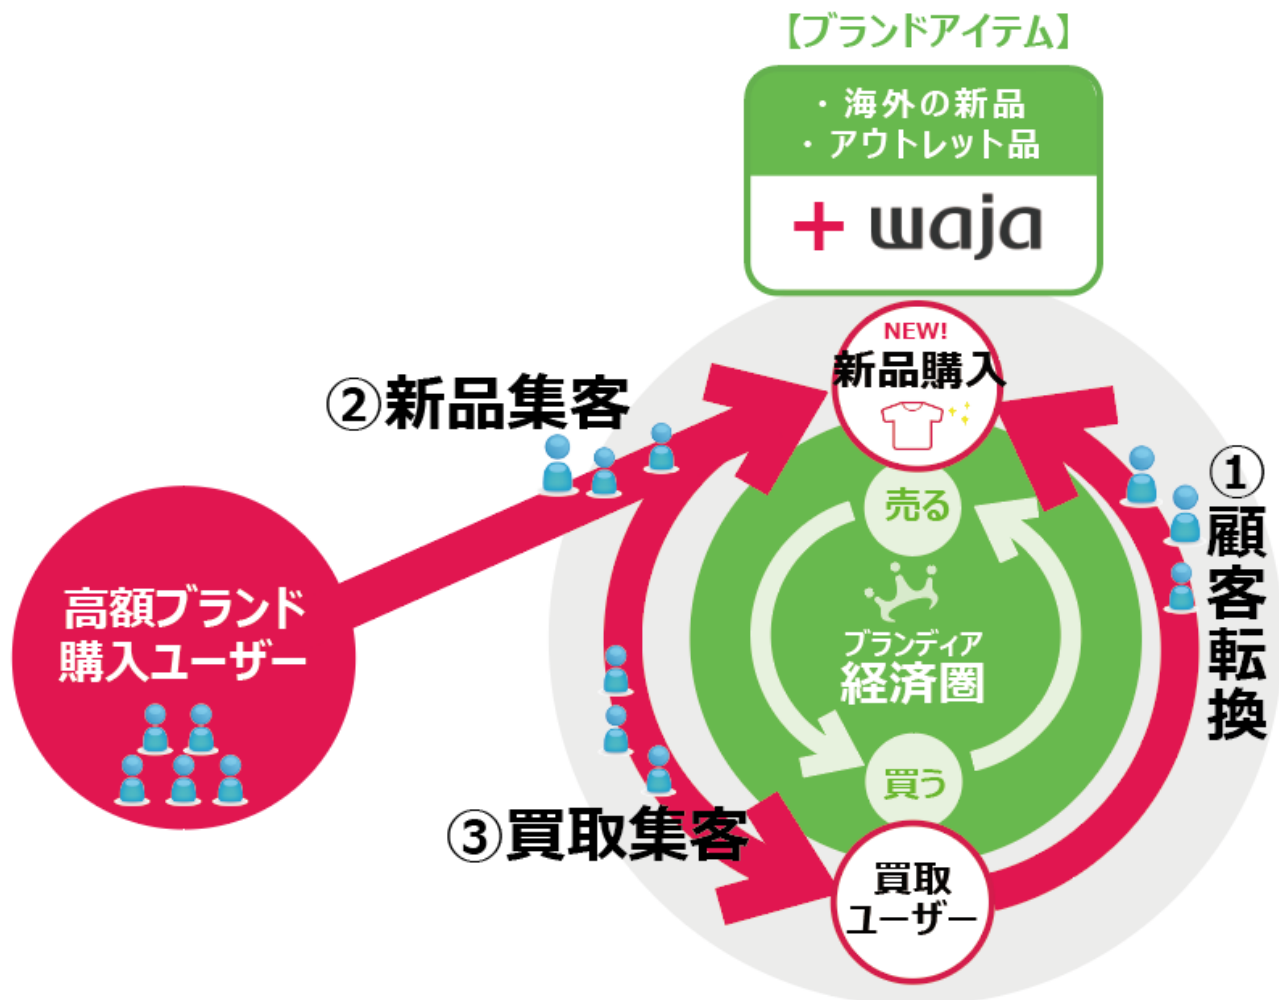 【ブランドアイテム】
・海外の新品
・アウトレット品
+ waja
NEW!
新品購入
②新品集客
①顧客転換
売る
高額ブランド
購入ユーザー
ブランディア
経済圏
買う
③買取集客
買取
ユーザー